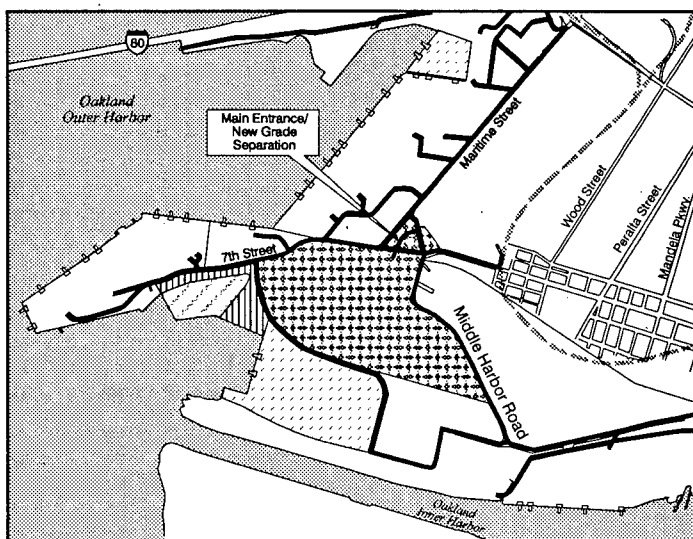 80
Oakland
Outer Harbor
Main Entrance/
New Grade
Separation
Maritime Street
Wood Street
Peralta Street
Mandela Pkwy.
7th Street
Middle Harbor Road
Oakland
Inner Harbor